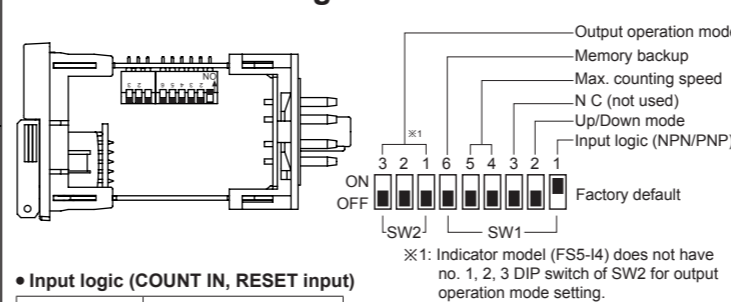 Output operation mode
Memory backup
Max. counting speed
N C (not used)
Up/Down mode
Input logic (NPN/PNP)
※1
3 2 1 6 5 4 3 2 1
ON
OFF
Factory default
SW2
SW1
※1: Indicator model (FS5-I4) does not have
no. 1, 2, 3 DIP switch of SW2 for output
operation mode setting.
• Input logic (COUNT IN, RESET input)